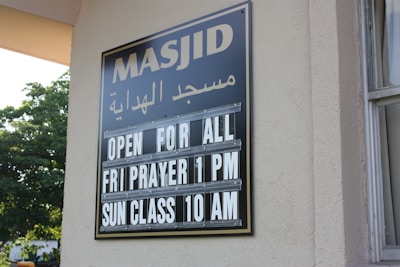 MASJID
مسجد الهداية
OPEN FOR ALL
FRI PRAYER 1 PM
SUN CLASS 10 AM